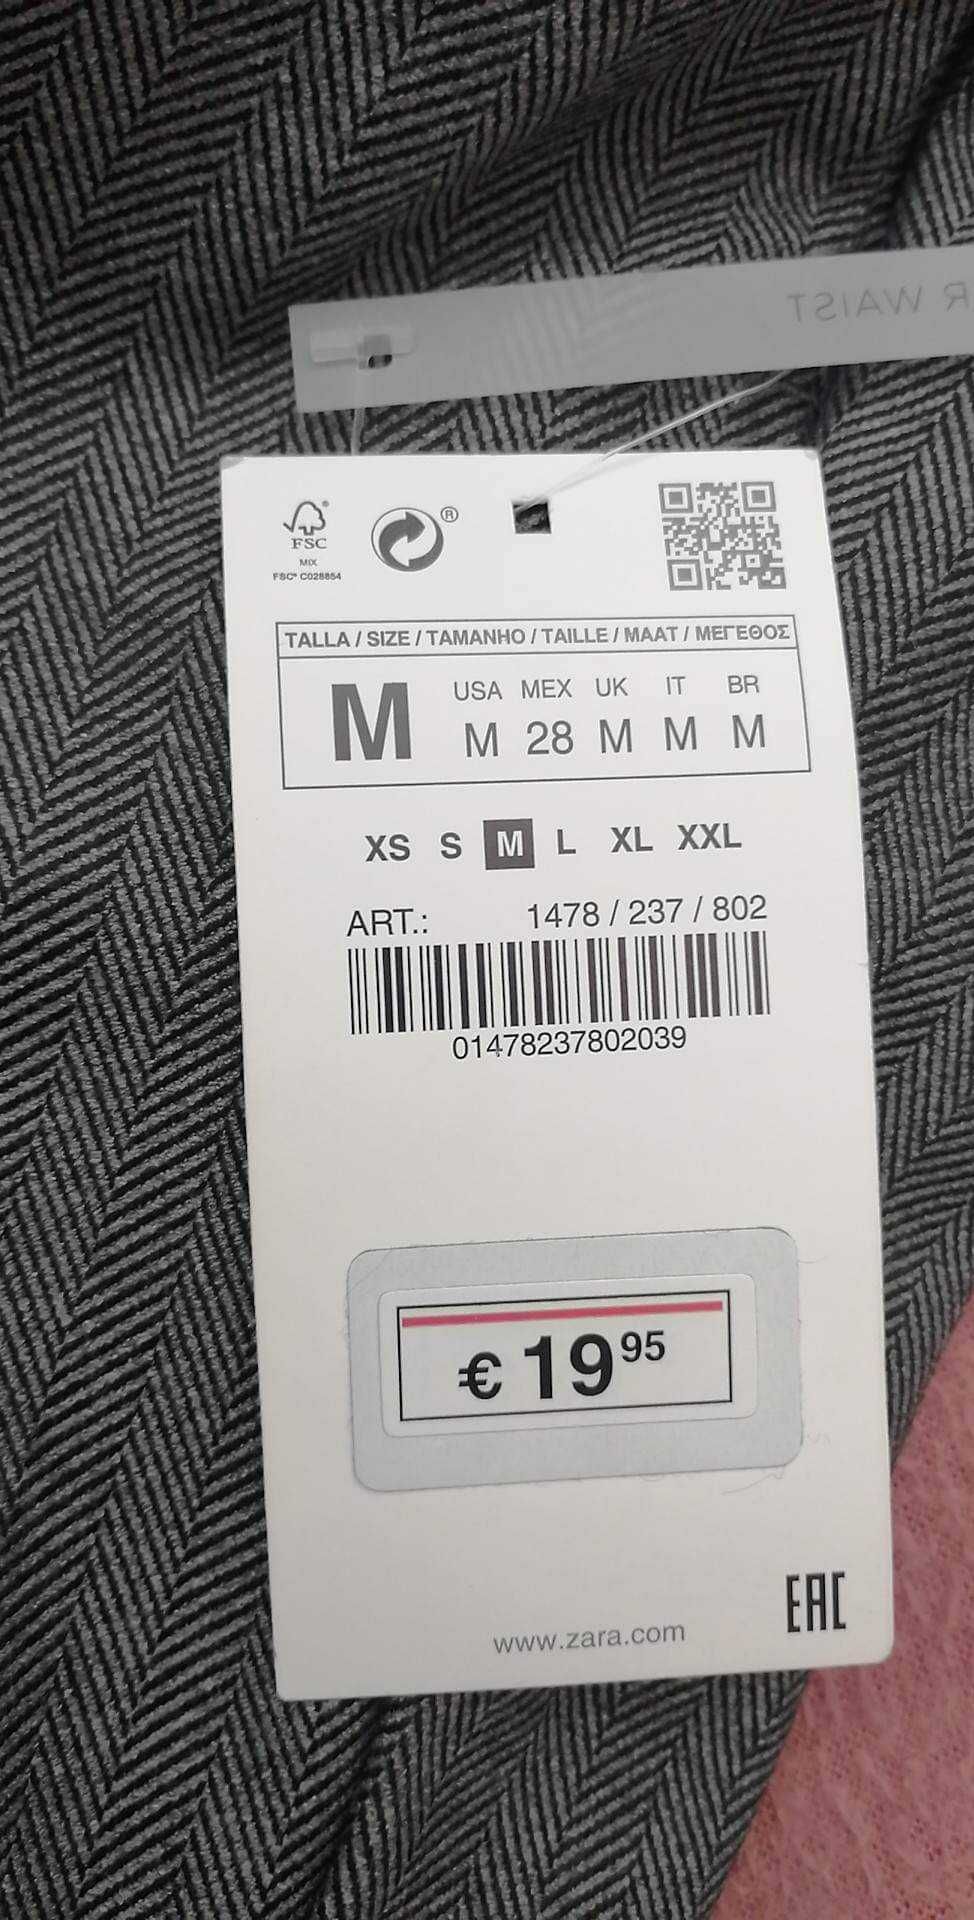 R WAIST
FSC
MIX
FSC® C028854
®
TALLA / SIZE / TAMANHO / TAILLE / MAAT / ΜΕΓΕΘΟΣ
USA MEX UK IT BR
M M 28 M M M
XS S M L XL XXL
ART.: 1478 / 237 / 802
01478237802039
€ 19 95
EAC
www.zara.com